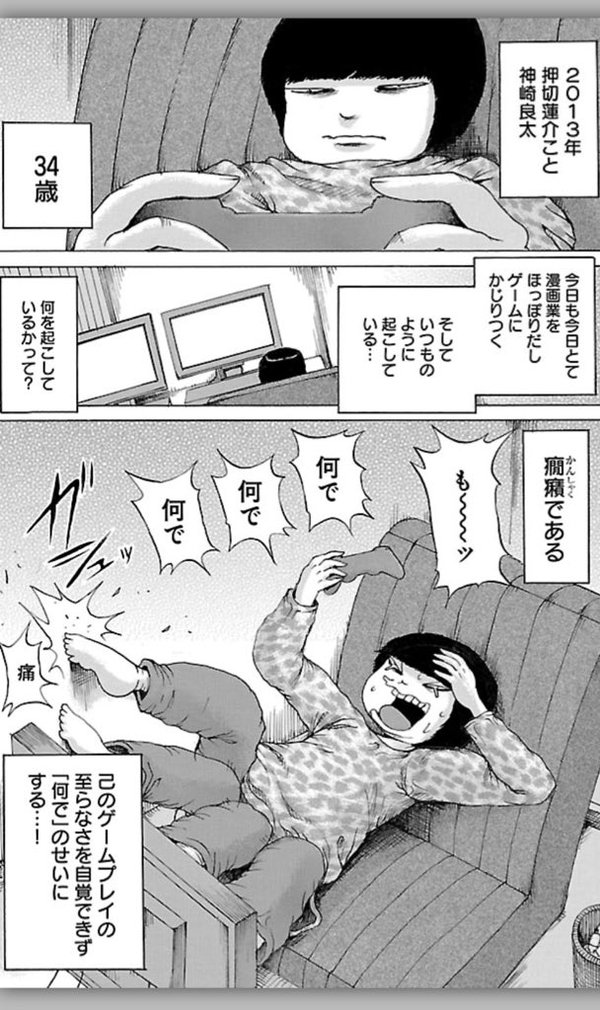 2013年
押切蓮介こと
神崎良太
34歳
今日も今日とて
漫画業を
ほっぽりだし
ゲームに
かじりつく
そして
いつもの
ように
起こして
いる…
何を起こして
いるかって?
癇癪である
かんしゃく
も〜〜〜ッ
何で
何で
何で
ガッ
痛
己のゲームプレイの
至らなさを自覚できず
「何で」のせいに
する…!